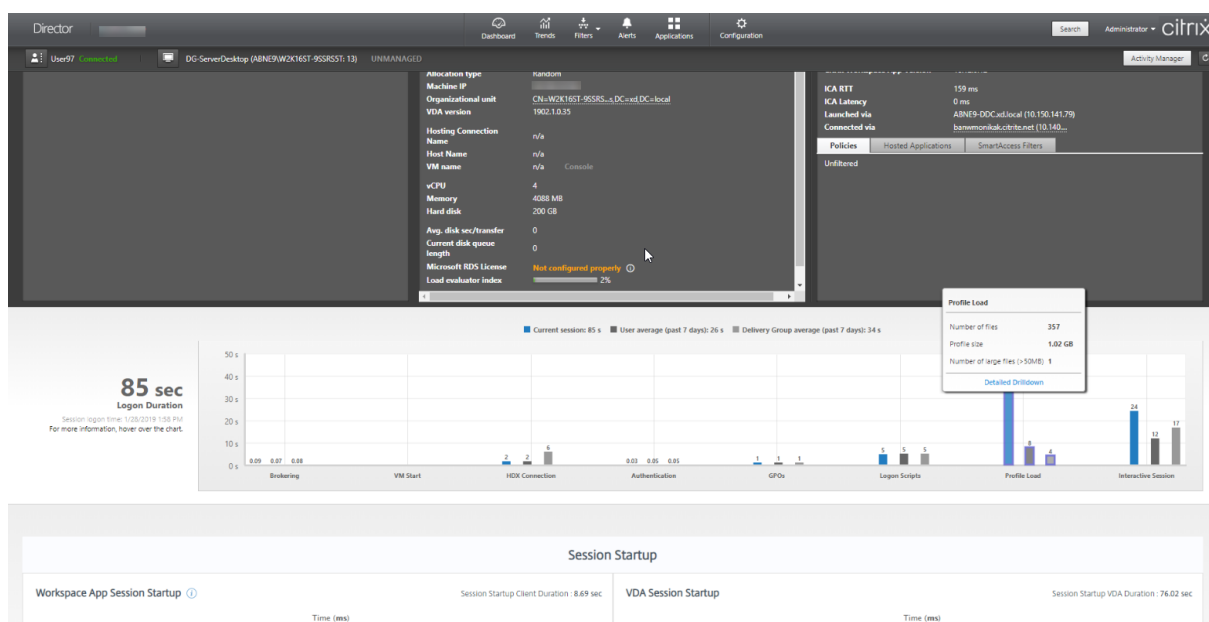 Director
Dashboard
Trends
Filters
Alerts
Applications
Configuration
Search
Administrator
citrix
User97 Connected
DG-ServerDesktop (ABNE9\W2K16ST-9SSRS5T: 13) UNMANAGED
Activity Manager
Allocation type Random
Machine IP
Organizational unit CN=W2K16ST-9SSRS...s,DC=xd,DC=local
VDA version 1902.1.0.35
Hosting Connection
Name n/a
Host Name n/a
VM name n/a Console
vCPU 4
Memory 4088 MB
Hard disk 200 GB
Avg. disk sec/transfer 0
Current disk queue
length 0
Microsoft RDS License Not configured properly
Load evaluator index 2%
ICA RTT 159 ms
ICA Latency 0 ms
Launched via ABNE9-DDC.xd.local (10.150.141.79)
Connected via banwmonikak.citrite.net (10.140...
Policies Hosted Applications SmartAccess Filters
Unfiltered
Profile Load
Number of files 357
Profile size 1.02 GB
Number of large files (>50MB) 1
Detailed Drilldown
Current session: 85 s User average (past 7 days): 26 s Delivery Group average (past 7 days): 34 s
85 sec
Logon Duration
Session logon time: 1/28/2019 1:58 PM
For more information, hover over the chart.
50 s
40 s
30 s
20 s
10 s
0 s
0.09 0.07 0.08
2 2 6
0.03 0.05 0.05
1 1 1
5 5 5
8 4
24 12 17
Brokering VM Start HDX Connection Authentication GPOs Logon Scripts Profile Load Interactive Session
Session Startup
Workspace App Session Startup
Session Startup Client Duration : 8.69 sec
Time (ms)
VDA Session Startup
Session Startup VDA Duration : 76.02 sec
Time (ms)